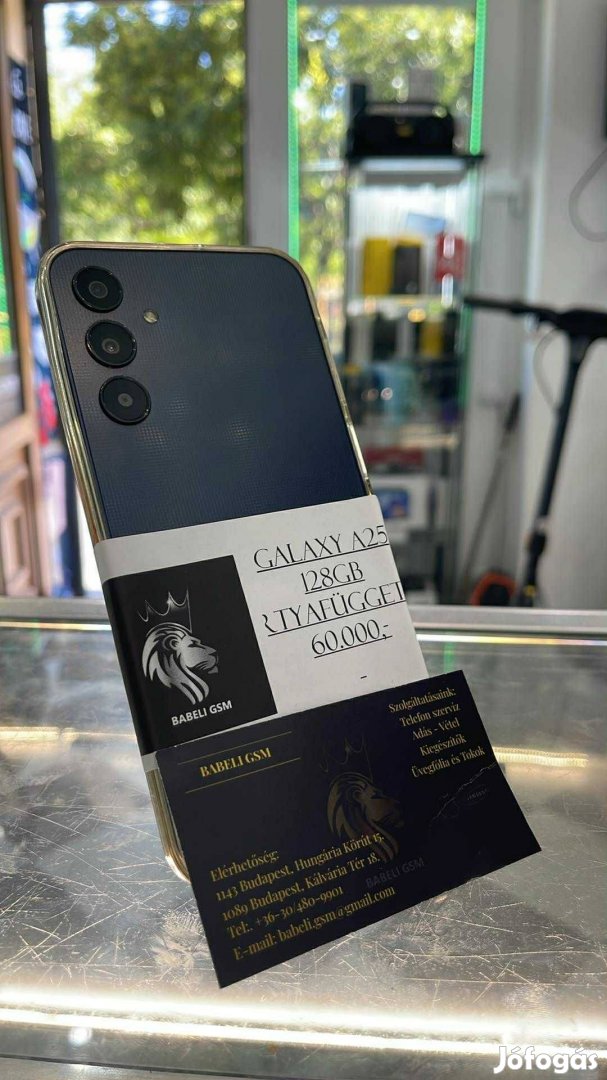 GALAXY A25
128GB
RTYAFÜGGET
60.000,-
-
BABELI GSM
BABELI GSM
Szolgáltatásaink:
Telefon szerviz
Adás - Vétel
Kiegészítők
Üvegfólia és Tokok
BABELI GSM
Elérhetőség:
1143 Budapest, Hungária Körút 15.
1089 Budapest, Kálvária Tér 18.
Tel:. +36-30/480-9901
E-mail: babeli.gsm@gmail.com
Jófogás